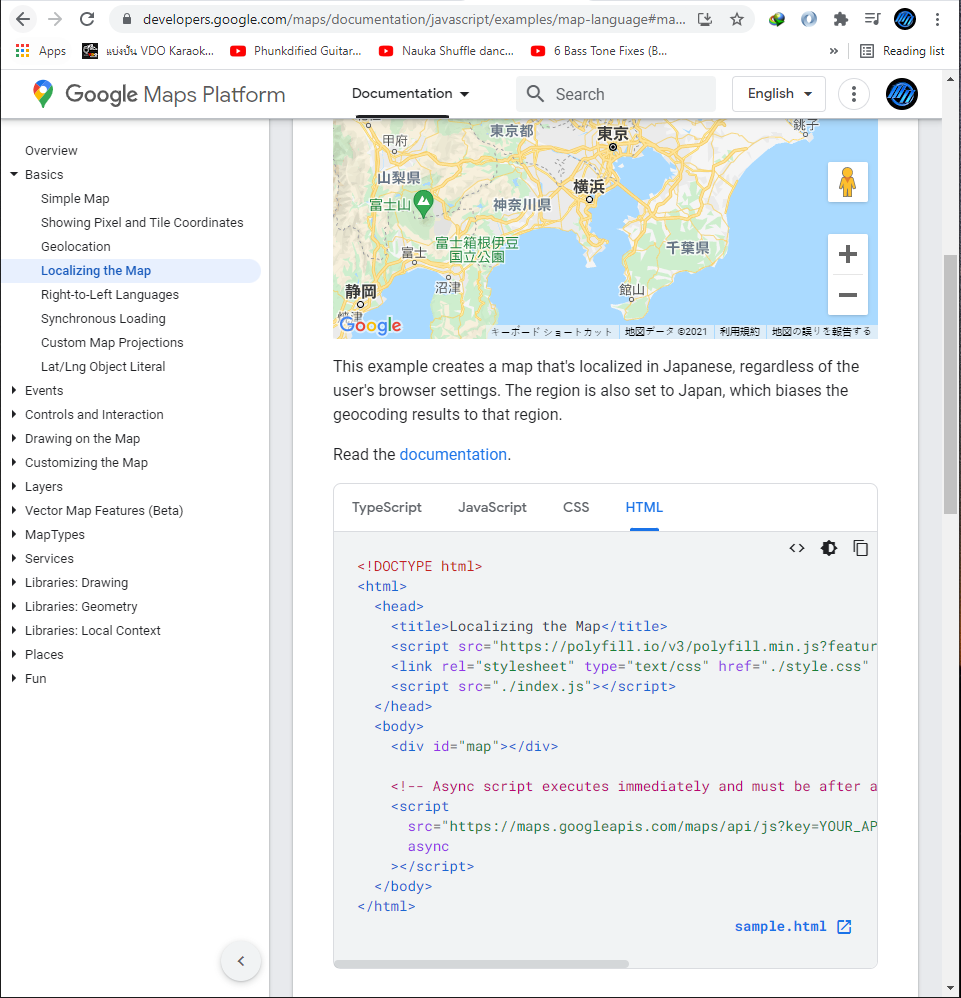 developers.google.com/maps/documentation/javascript/examples/map-language#ma...
Apps
แบ่งปัน VDO Karaok...
Phunkdified Guitar...
Nauka Shuffle danc...
6 Bass Tone Fixes (B...
»
Reading list
Google Maps Platform
Documentation
Search
English
Overview
Basics
Simple Map
Showing Pixel and Tile Coordinates
Geolocation
Localizing the Map
Right-to-Left Languages
Synchronous Loading
Custom Map Projections
Lat/Lng Object Literal
Events
Controls and Interaction
Drawing on the Map
Customizing the Map
Layers
Vector Map Features (Beta)
MapTypes
Services
Libraries: Drawing
Libraries: Geometry
Libraries: Local Context
Places
Fun
東京都
東京
銚子
甲府
山梨県
横浜
富士山
神奈川県
富士箱根伊豆
国立公園
富士
千葉県
沼津
館山
静岡
焼津
Google
キーボード ショートカット
地図データ ©2021
利用規約
地図の誤りを報告する
This example creates a map that's localized in Japanese, regardless of the
user's browser settings. The region is also set to Japan, which biases the
geocoding results to that region.
Read the documentation.
TypeScript
JavaScript
CSS
HTML
<!DOCTYPE html>
<html>
<head>
<title>Localizing the Map</title>
<script src="https://polyfill.io/v3/polyfill.min.js?featur
<link rel="stylesheet" type="text/css" href="./style.css"
<script src="./index.js"></script>
</head>
<body>
<div id="map"></div>
<!-- Async script executes immediately and must be after a
<script
src="https://maps.googleapis.com/maps/api/js?key=YOUR_AP
async
></script>
</body>
</html>
sample.html